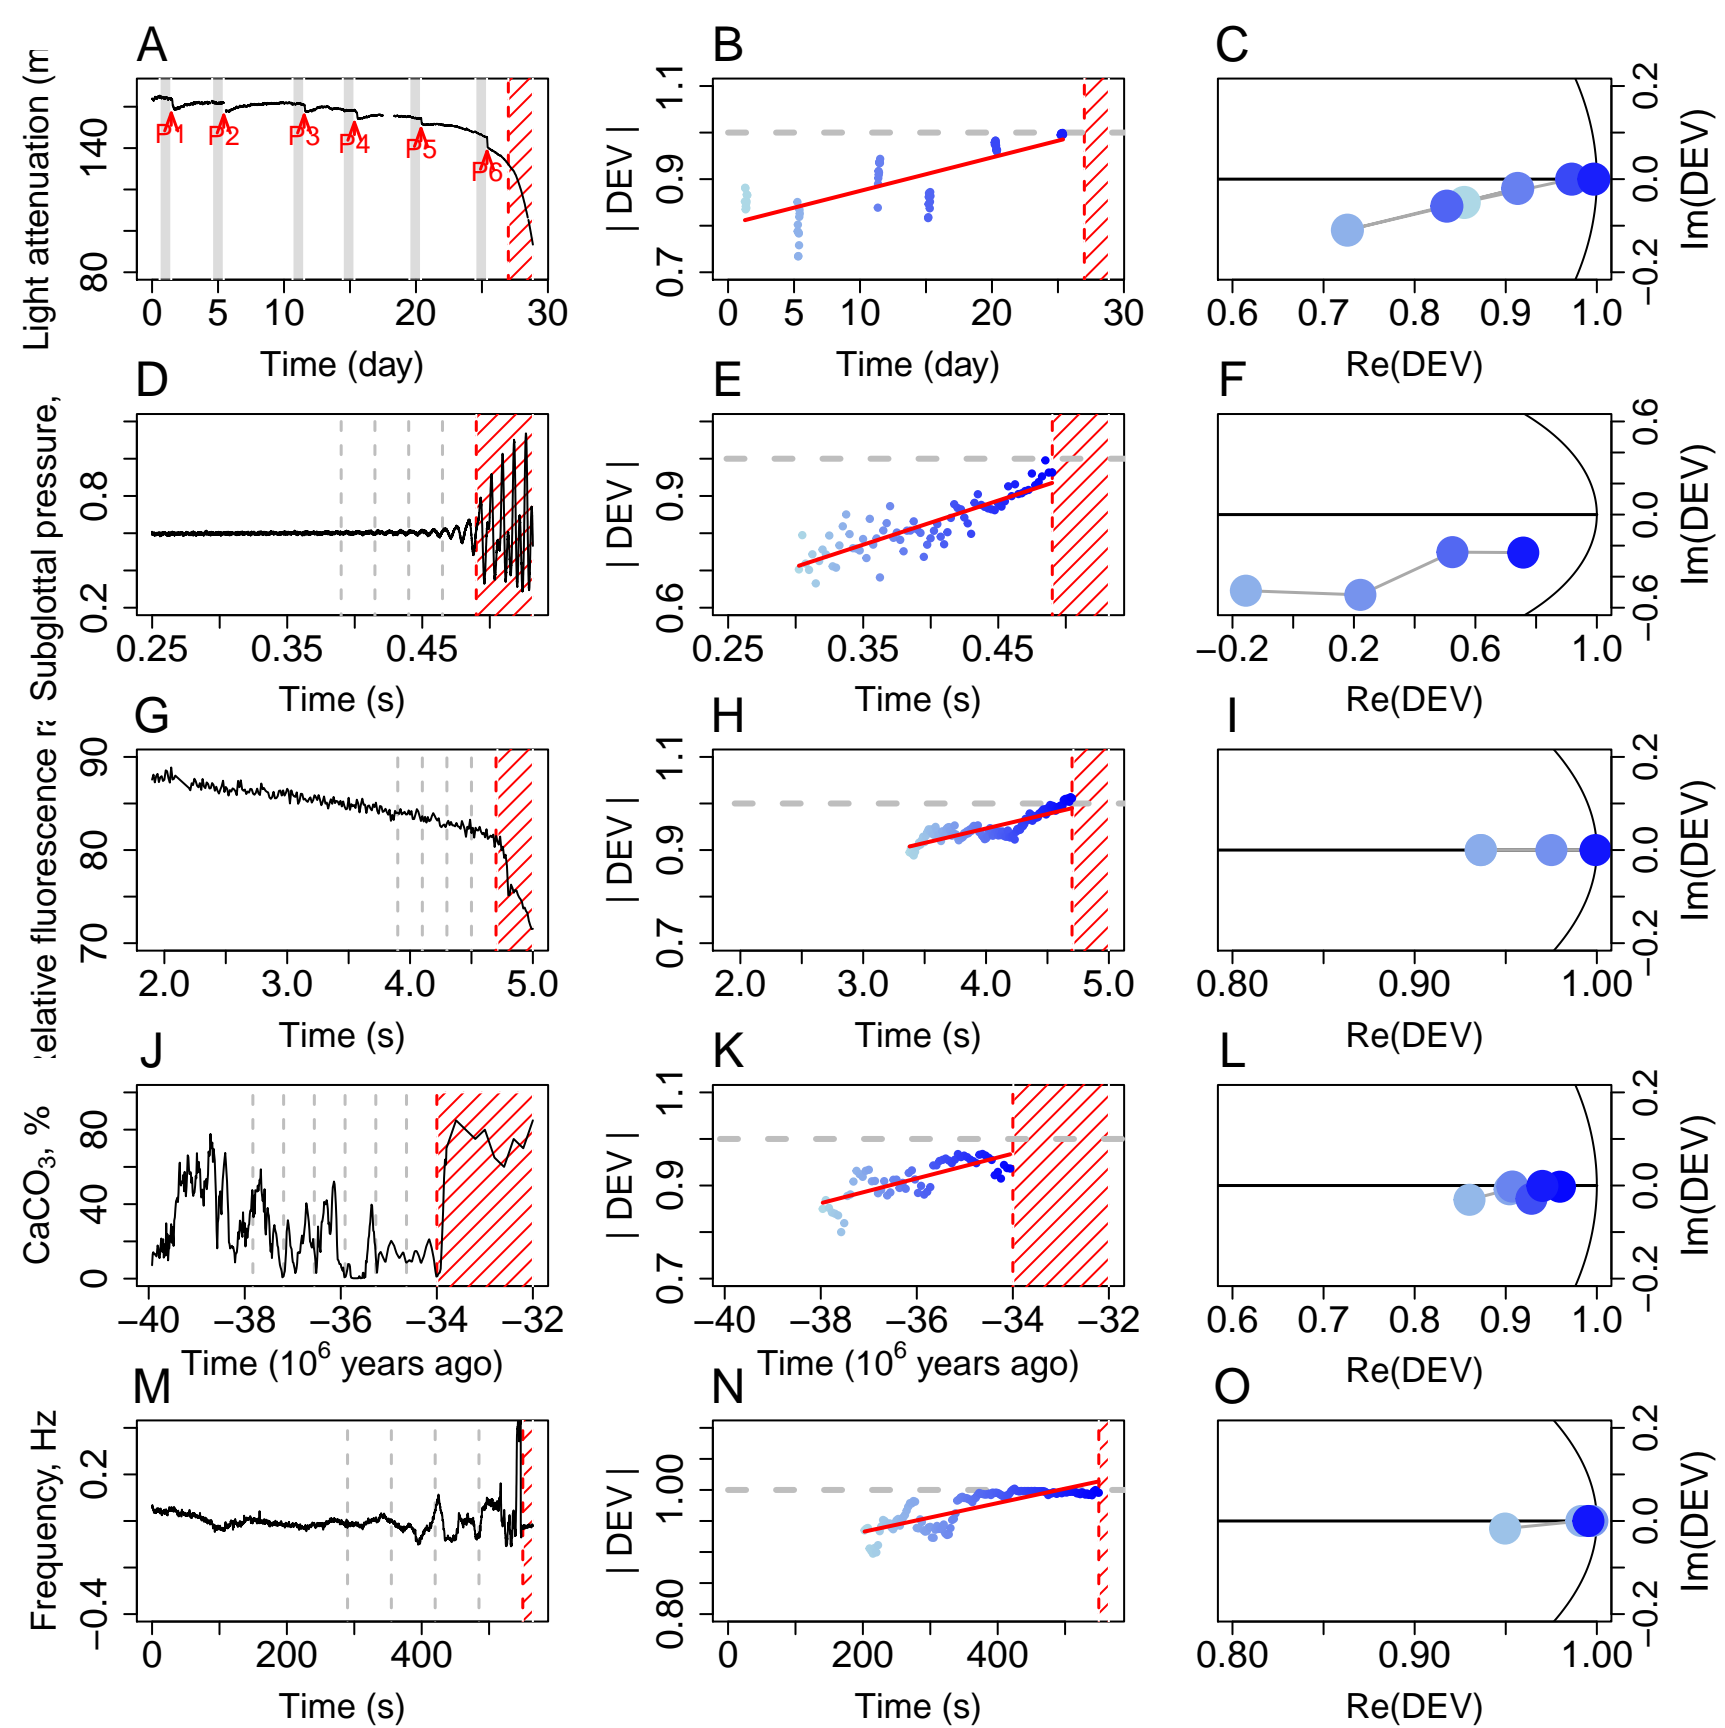 A
B
C
Light attenuation (m
140
80
P1
P2
P3
P4
P5
P6
0 5 10 20 30
Time (day)
| DEV |
1.1
0.9
0.7
0 5 10 20 30
Time (day)
0.6 0.7 0.8 0.9 1.0
Re(DEV)
0.2
0.0
−0.2
Im(DEV)
D
E
F
Subglottal pressure,
0.8
0.2
0.25 0.35 0.45
Time (s)
| DEV |
0.9
0.6
0.25 0.35 0.45
Time (s)
−0.2 0.2 0.6 1.0
Re(DEV)
0.6
0.0
−0.6
Im(DEV)
G
H
I
elative fluorescence
90
80
70
2.0 3.0 4.0 5.0
Time (s)
| DEV |
1.1
0.9
0.7
2.0 3.0 4.0 5.0
Time (s)
0.80 0.90 1.00
Re(DEV)
0.2
0.0
−0.2
Im(DEV)
J
K
L
CaCO3, %
80
40
0
−40 −38 −36 −34 −32
Time (10^6 years ago)
| DEV |
1.1
0.9
0.7
−40 −38 −36 −34 −32
Time (10^6 years ago)
0.6 0.7 0.8 0.9 1.0
Re(DEV)
0.2
0.0
−0.2
Im(DEV)
M
N
O
Frequency, Hz
0.2
−0.4
0 200 400
Time (s)
| DEV |
1.00
0.80
0 200 400
Time (s)
0.80 0.90 1.00
Re(DEV)
0.2
0.0
−0.2
Im(DEV)